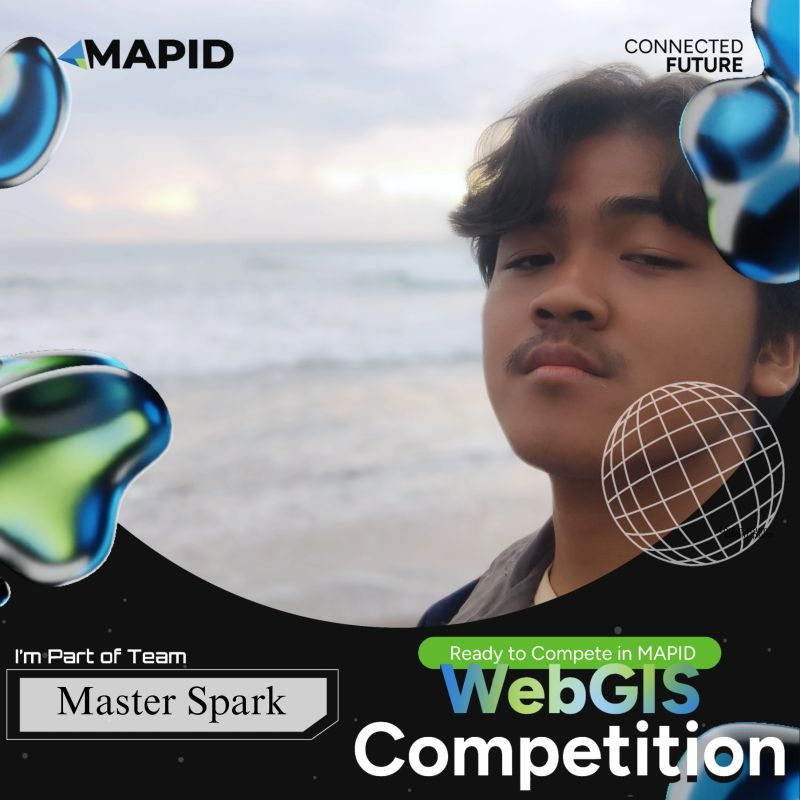 MAPID
CONNECTED
FUTURE
I'm Part of Team
Master Spark
Ready to Compete in MAPID
WebGIS
Competition